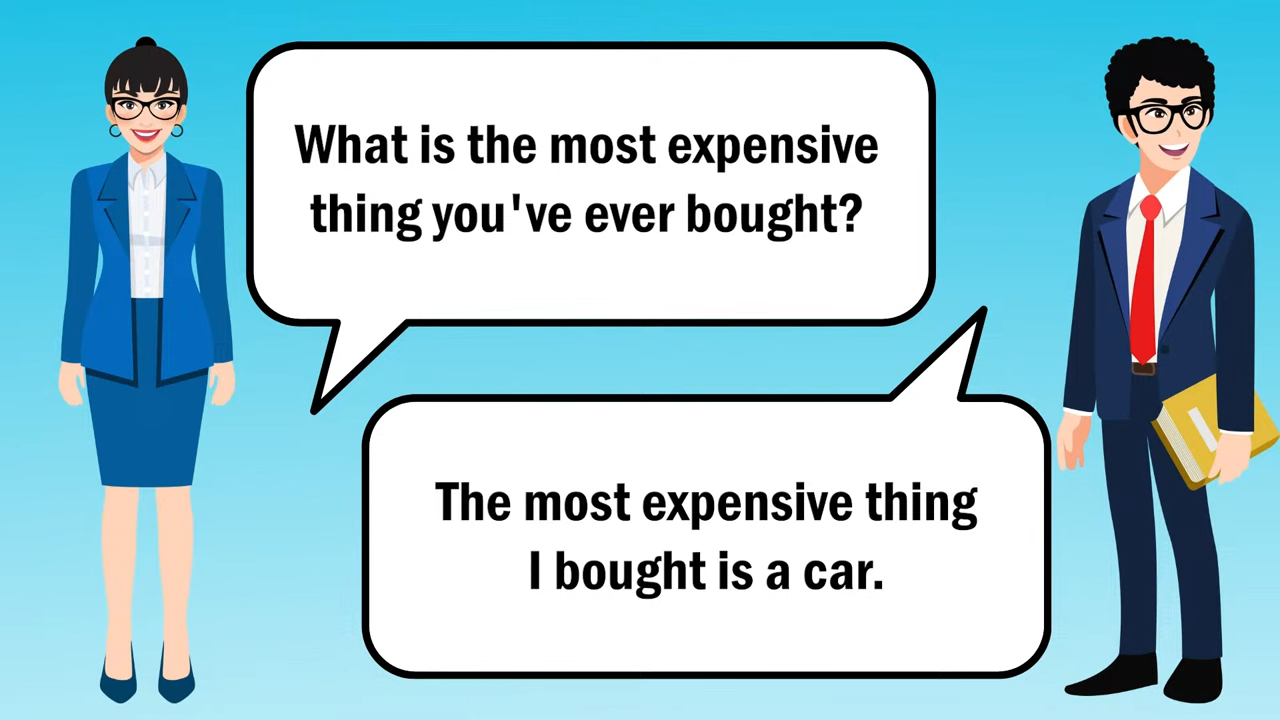 What is the most expensive
thing you've ever bought?
The most expensive thing
I bought is a car.